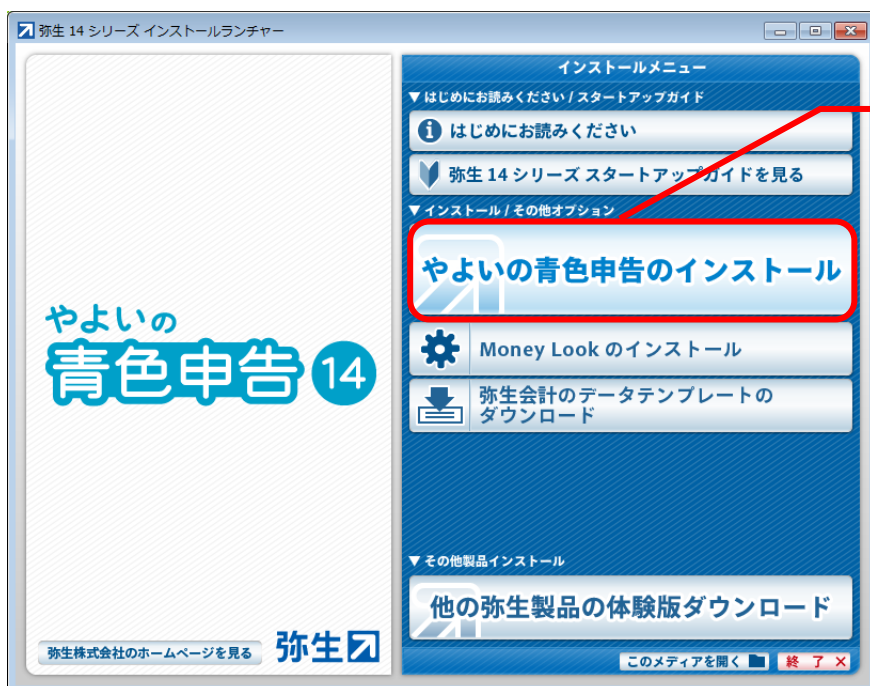 弥生 14 シリーズ インストールランチャー
やよいの
青色申告 14
弥生株式会社のホームページを見る
弥生
インストールメニュー
▼ はじめにお読みください / スタートアップガイド
はじめにお読みください
弥生 14 シリーズ スタートアップガイドを見る
▼ インストール / その他オプション
やよいの青色申告のインストール
Money Look のインストール
弥生会計のデータテンプレートの
ダウンロード
▼ その他製品インストール
他の弥生製品の体験版ダウンロード
このメディアを開く
終 了 ×